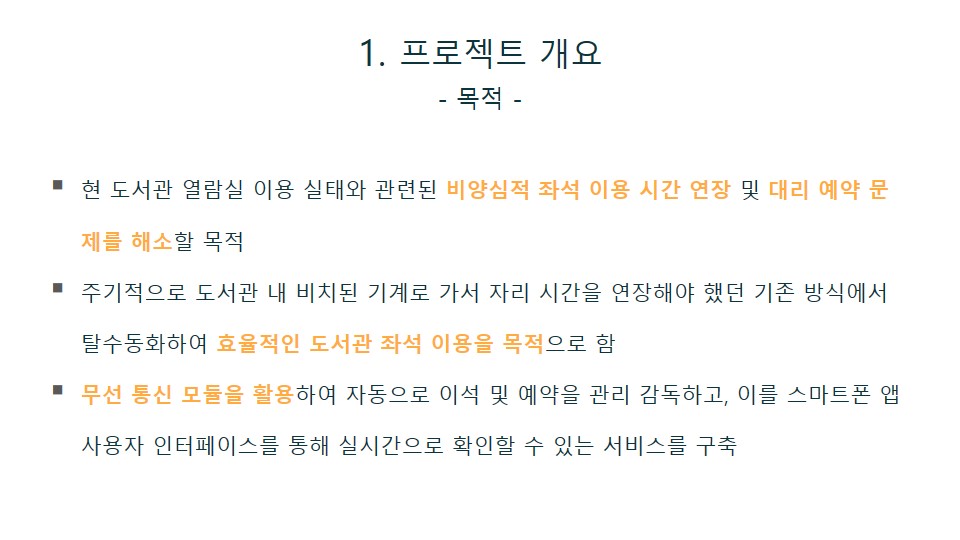 1. 프로젝트 개요
- 목적 -
■ 현 도서관 열람실 이용 실태와 관련된 비양심적 좌석 이용 시간 연장 및 대리 예약 문
제를 해소할 목적
■ 주기적으로 도서관 내 비치된 기계로 가서 자리 시간을 연장해야 했던 기존 방식에서
탈수동화하여 효율적인 도서관 좌석 이용을 목적으로 함
■ 무선 통신 모듈을 활용하여 자동으로 이석 및 예약을 관리 감독하고, 이를 스마트폰 앱
사용자 인터페이스를 통해 실시간으로 확인할 수 있는 서비스를 구축